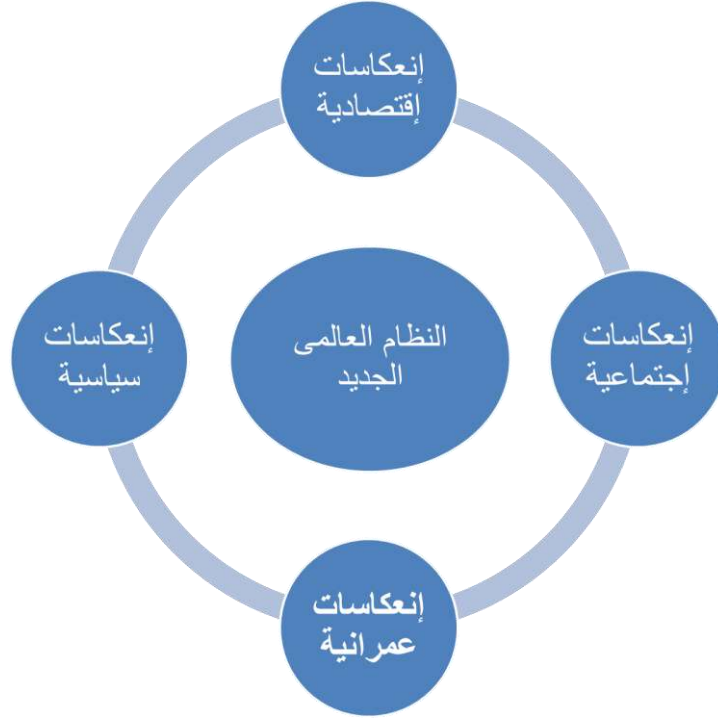 إنعكاسات
إقتصادية
إنعكاسات
إجتماعية
النظام العالمى
الجديد
إنعكاسات
سياسية
إنعكاسات
عمرانية